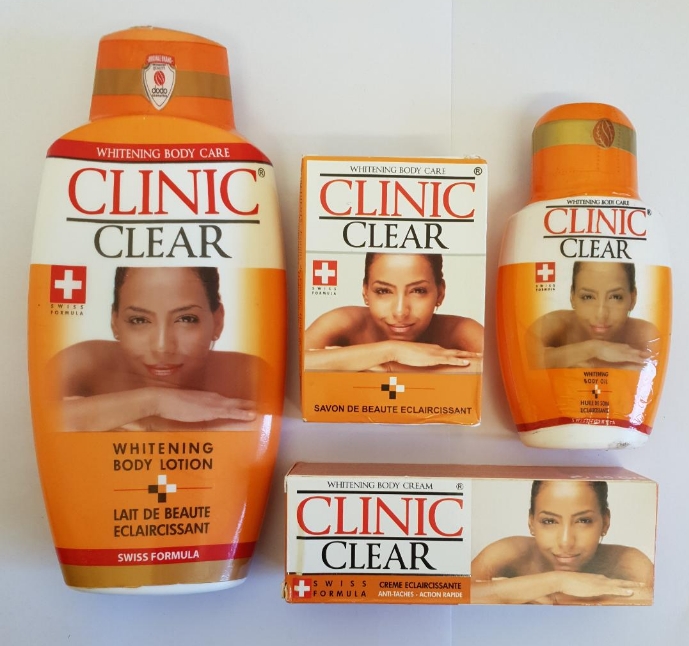 dodo
WHITENING BODY CARE
CLINIC®
CLEAR
SWISS
FORMULA
WHITENING
BODY LOTION
LAIT DE BEAUTE
ECLAIRCISSANT
SWISS FORMULA
WHITENING BODY CARE ®
CLINIC
CLEAR
SWISS
FORMULA
SAVON DE BEAUTE ECLAIRCISSANT
WHITENING BODY CARE
CLINIC®
CLEAR
SWISS
FORMULA
WHITENING
BODY OIL
ECLAIRCISSANTE
WHITENING BODY CREAM ®
CLINIC
CLEAR
SWISS
FORMULA
CREME ECLAIRCISSANTE
ANTI-TACHES - ACTION RAPIDE